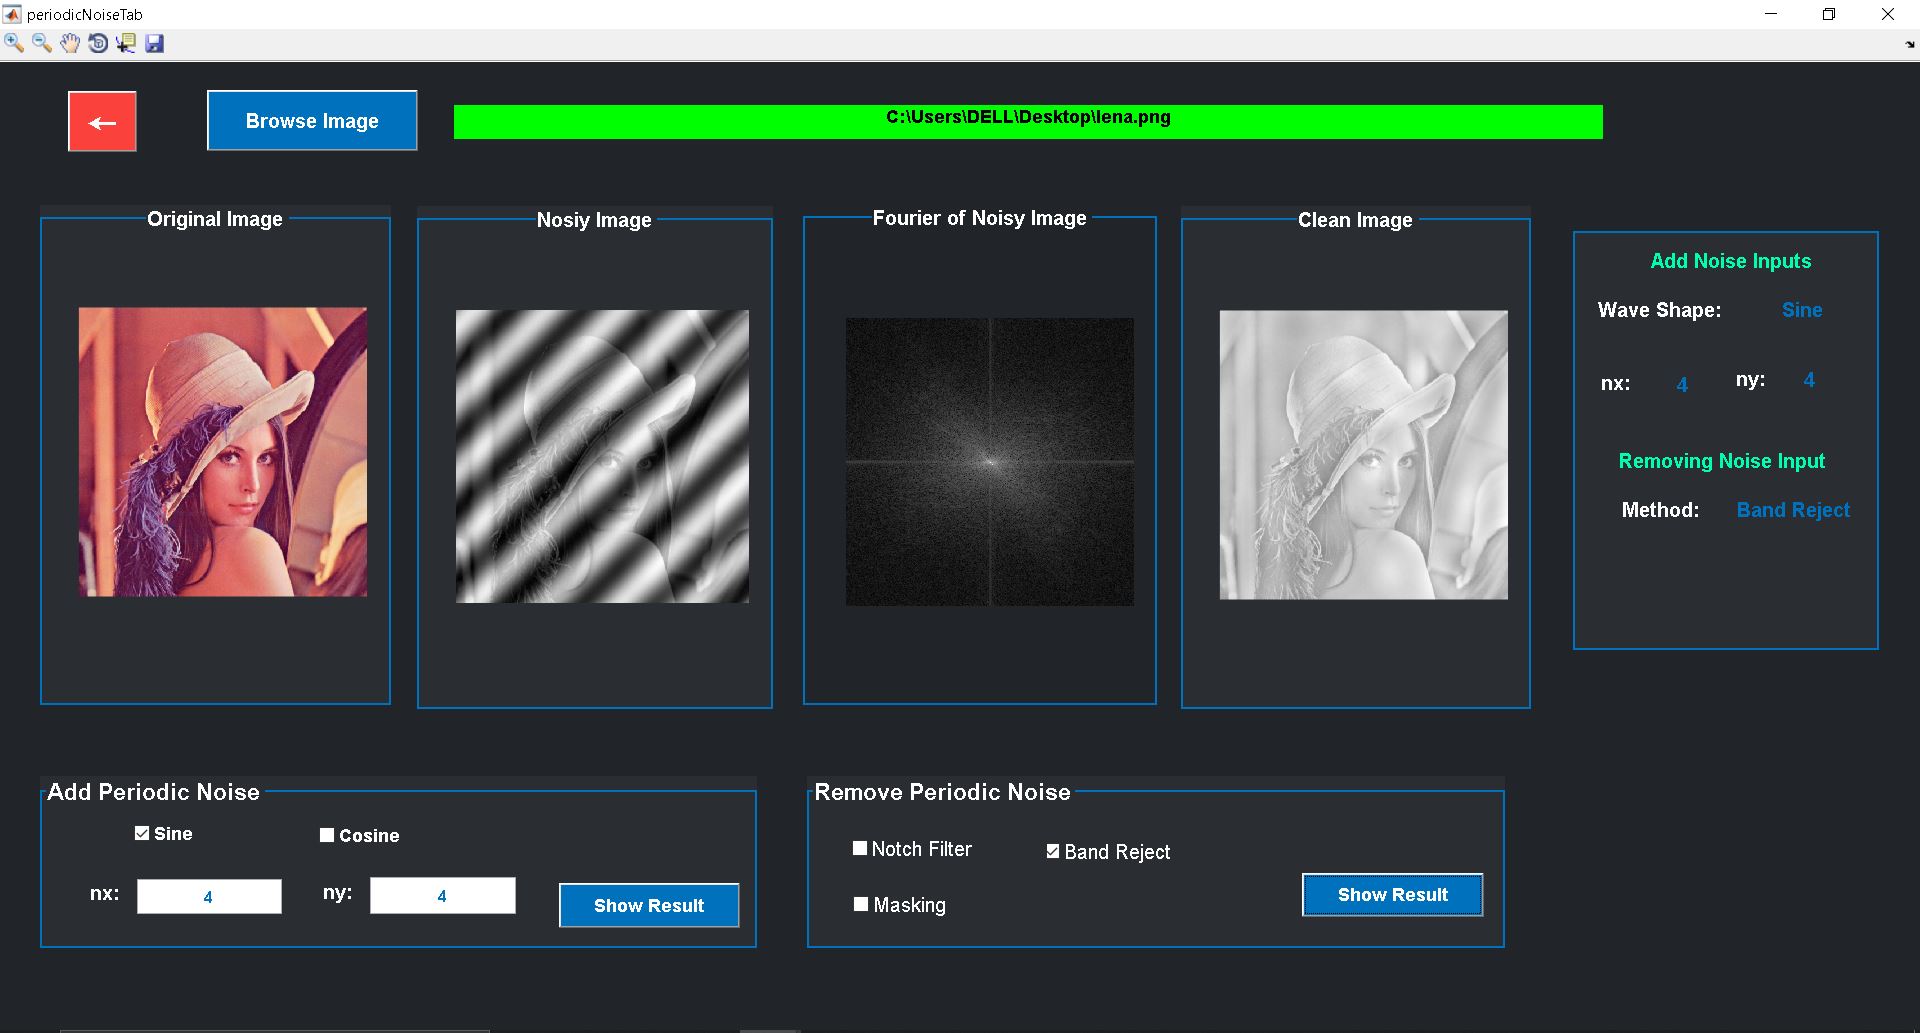 periodicNoiseTab
Browse Image
C:\Users\DELL\Desktop\lena.png
Original Image
Nosiy Image
Fourier of Noisy Image
Clean Image
Add Noise Inputs
Wave Shape: Sine
nx: 4 ny: 4
Removing Noise Input
Method: Band Reject
Add Periodic Noise
Sine Cosine
nx: 4 ny: 4 Show Result
Remove Periodic Noise
Notch Filter Band Reject
Masking
Show Result